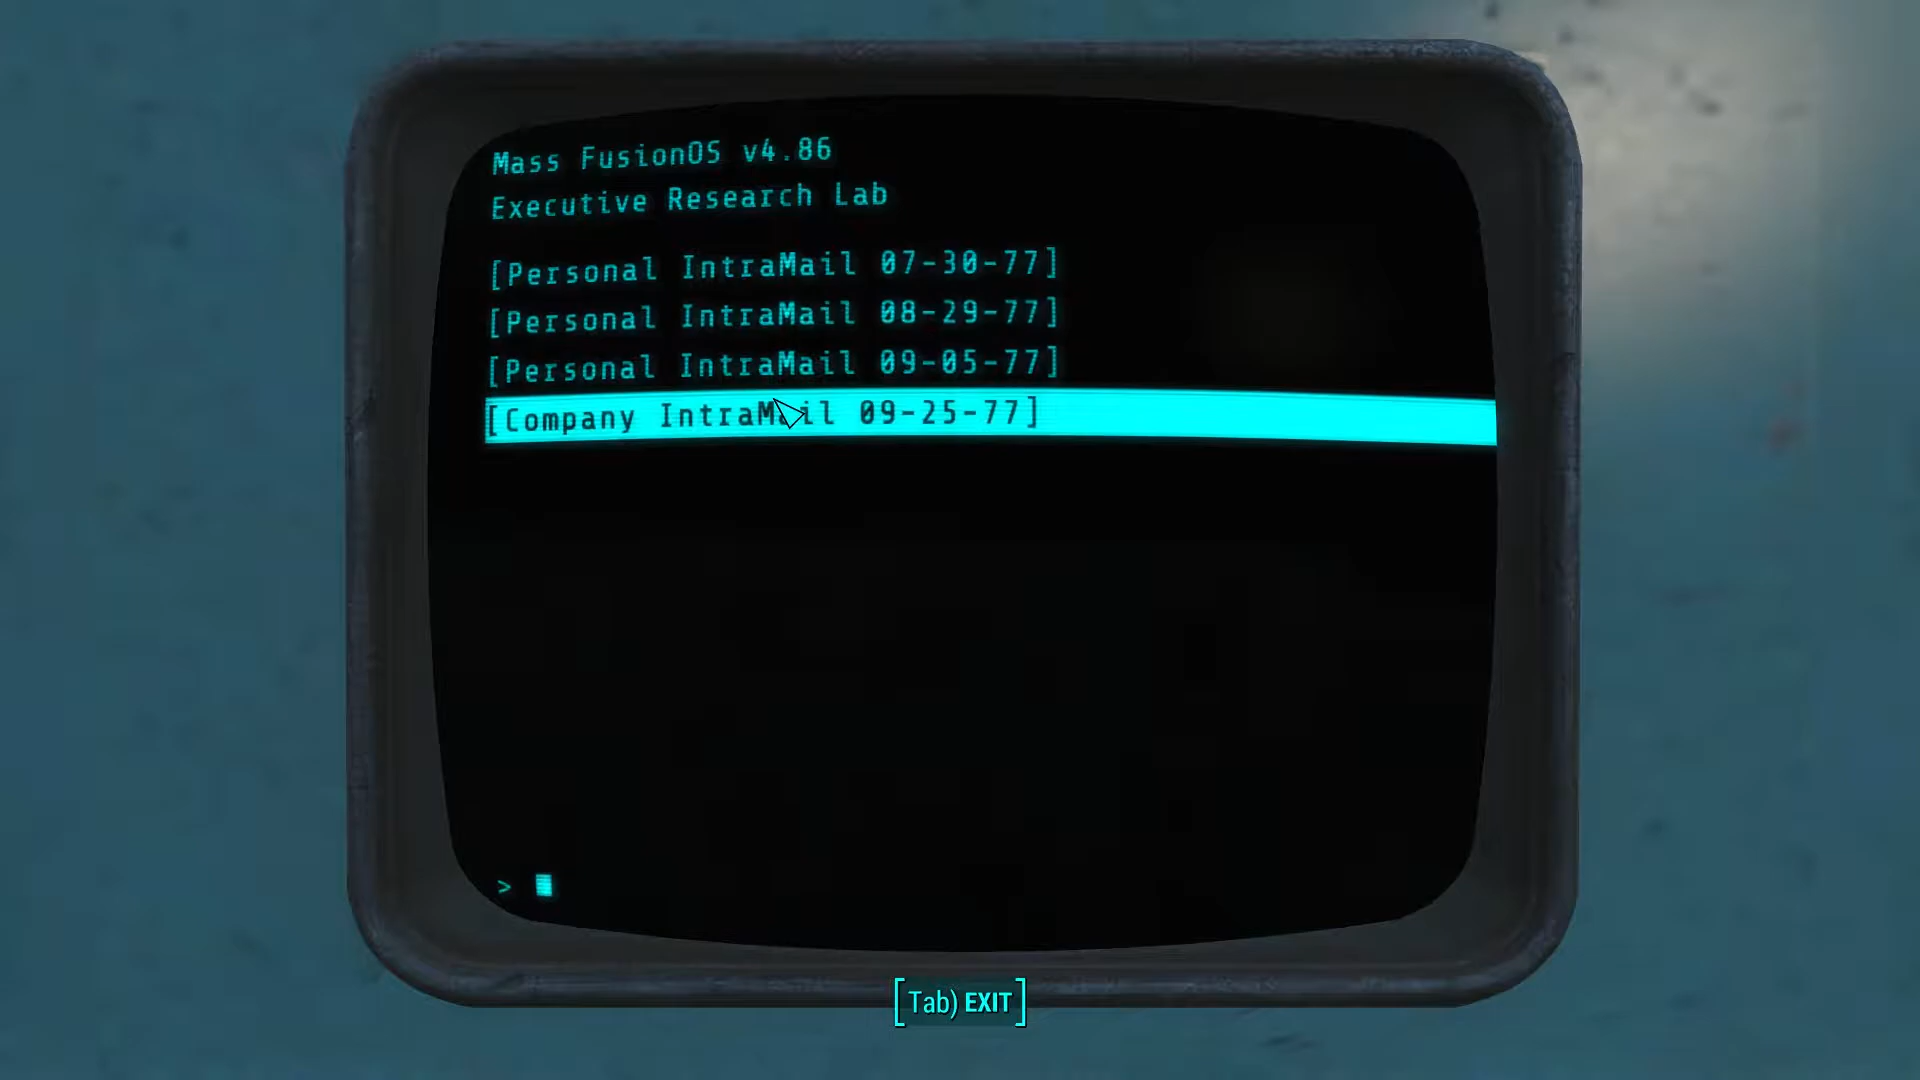 Mass FusionOS v4.86
Executive Research Lab
[Personal IntraMail 07-30-77]
[Personal IntraMail 08-29-77]
[Personal IntraMail 09-05-77]
[Company IntraMail 09-25-77]
>
[Tab) EXIT]